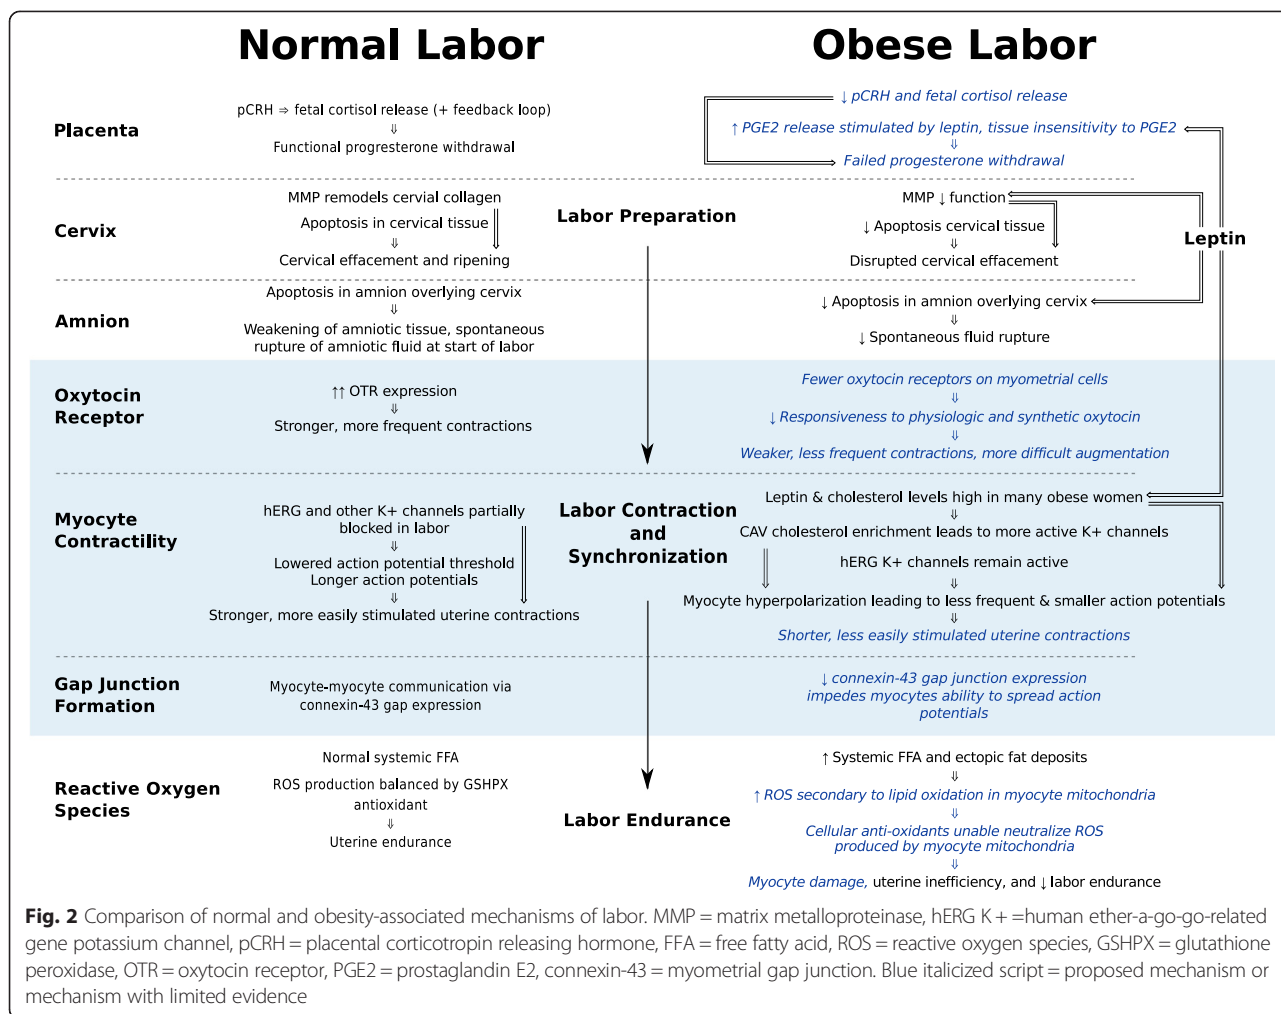 Normal Labor
Obese Labor
Placenta
pCRH ⇒ fetal cortisol release (+ feedback loop)
⇓
Functional progresterone withdrawal
↓ pCRH and fetal cortisol release
↑ PGE2 release stimulated by leptin, tissue insensitivity to PGE2
⇓
Failed progesterone withdrawal
Cervix
MMP remodels cervial collagen
Apoptosis in cervical tissue
⇓
Cervical effacement and ripening
Labor Preparation
MMP ↓ function
↓ Apoptosis cervical tissue
⇓
Disrupted cervical effacement
Leptin
Amnion
Apoptosis in amnion overlying cervix
⇓
Weakening of amniotic tissue, spontaneous
rupture of amniotic fluid at start of labor
↓ Apoptosis in amnion overlying cervix
⇓
↓ Spontaneous fluid rupture
Oxytocin
Receptor
↑↑ OTR expression
⇓
Stronger, more frequent contractions
Fewer oxytocin receptors on myometrial cells
⇓
↓ Responsiveness to physiologic and synthetic oxytocin
⇓
Weaker, less frequent contractions, more difficult augmentation
Myocyte
Contractility
hERG and other K+ channels partially
blocked in labor
⇓
Lowered action potential threshold
Longer action potentials
⇓
Stronger, more easily stimulated uterine contractions
Labor Contraction
and
Synchronization
Leptin & cholesterol levels high in many obese women
⇓
CAV cholesterol enrichment leads to more active K+ channels
hERG K+ channels remain active
⇓
Myocyte hyperpolarization leading to less frequent & smaller action potentials
⇓
Shorter, less easily stimulated uterine contractions
Gap Junction
Formation
Myocyte-myocyte communication via
connexin-43 gap expression
↓ connexin-43 gap junction expression
impedes myocytes ability to spread action
potentials
Reactive Oxygen
Species
Normal systemic FFA
ROS production balanced by GSHPX
antioxidant
⇓
Uterine endurance
Labor Endurance
↑ Systemic FFA and ectopic fat deposits
⇓
↑ ROS secondary to lipid oxidation in myocyte mitochondria
⇓
Cellular anti-oxidants unable neutralize ROS
produced by myocyte mitochondria
⇓
Myocyte damage, uterine inefficiency, and ↓ labor endurance
Fig. 2 Comparison of normal and obesity-associated mechanisms of labor. MMP = matrix metalloproteinase, hERG K + =human ether-a-go-go-related
gene potassium channel, pCRH = placental corticotropin releasing hormone, FFA = free fatty acid, ROS = reactive oxygen species, GSHPX = glutathione
peroxidase, OTR = oxytocin receptor, PGE2 = prostaglandin E2, connexin-43 = myometrial gap junction. Blue italicized script = proposed mechanism or
mechanism with limited evidence